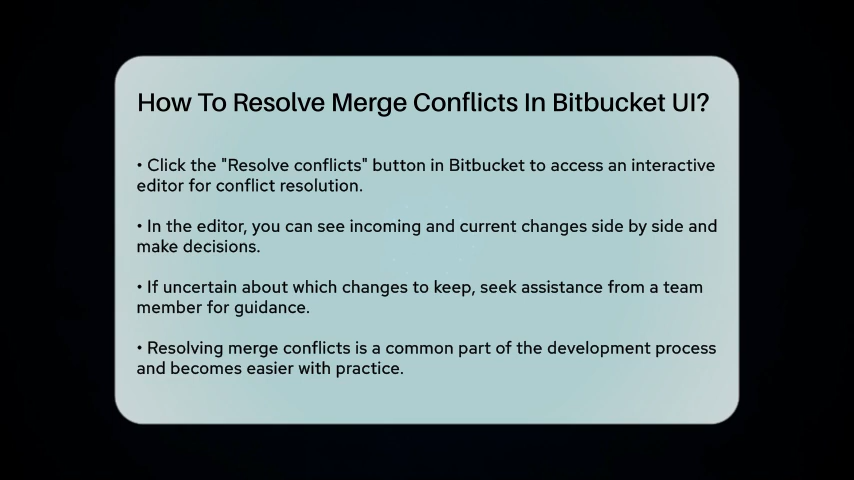 How To Resolve Merge Conflicts In Bitbucket UI?
• Click the "Resolve conflicts" button in Bitbucket to access an interactive
editor for conflict resolution.
• In the editor, you can see incoming and current changes side by side and
make decisions.
• If uncertain about which changes to keep, seek assistance from a team
member for guidance.
• Resolving merge conflicts is a common part of the development process
and becomes easier with practice.